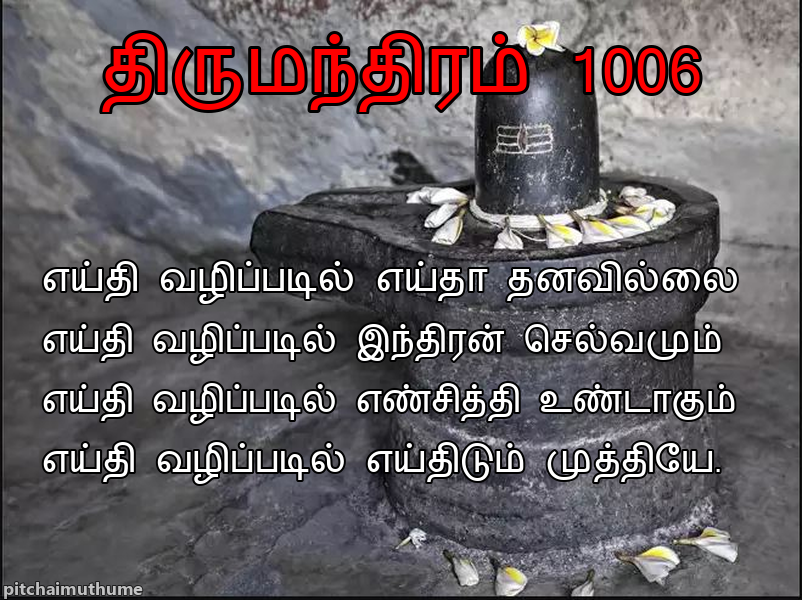 திருமந்திரம் 1006
எய்தி வழிப்படில் எய்தா தனவில்லை
எய்தி வழிப்படில் இந்திரன் செல்வமும்
எய்தி வழிப்படில் எண்சித்தி உண்டாகும்
எய்தி வழிப்படில் எய்திடும் முத்தியே.
pitchaimuthume